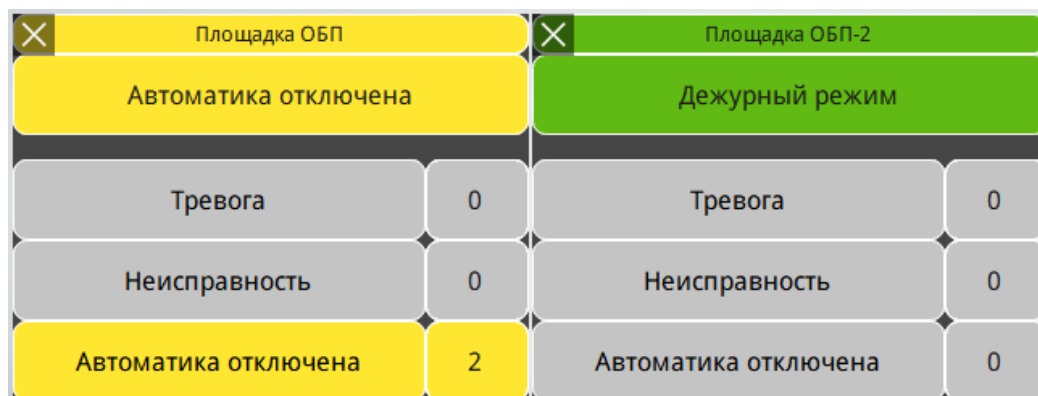 Площадка ОБП
Автоматика отключена
Тревога 0
Неисправность 0
Автоматика отключена 2
Площадка ОБП-2
Дежурный режим
Тревога 0
Неисправность 0
Автоматика отключена 0